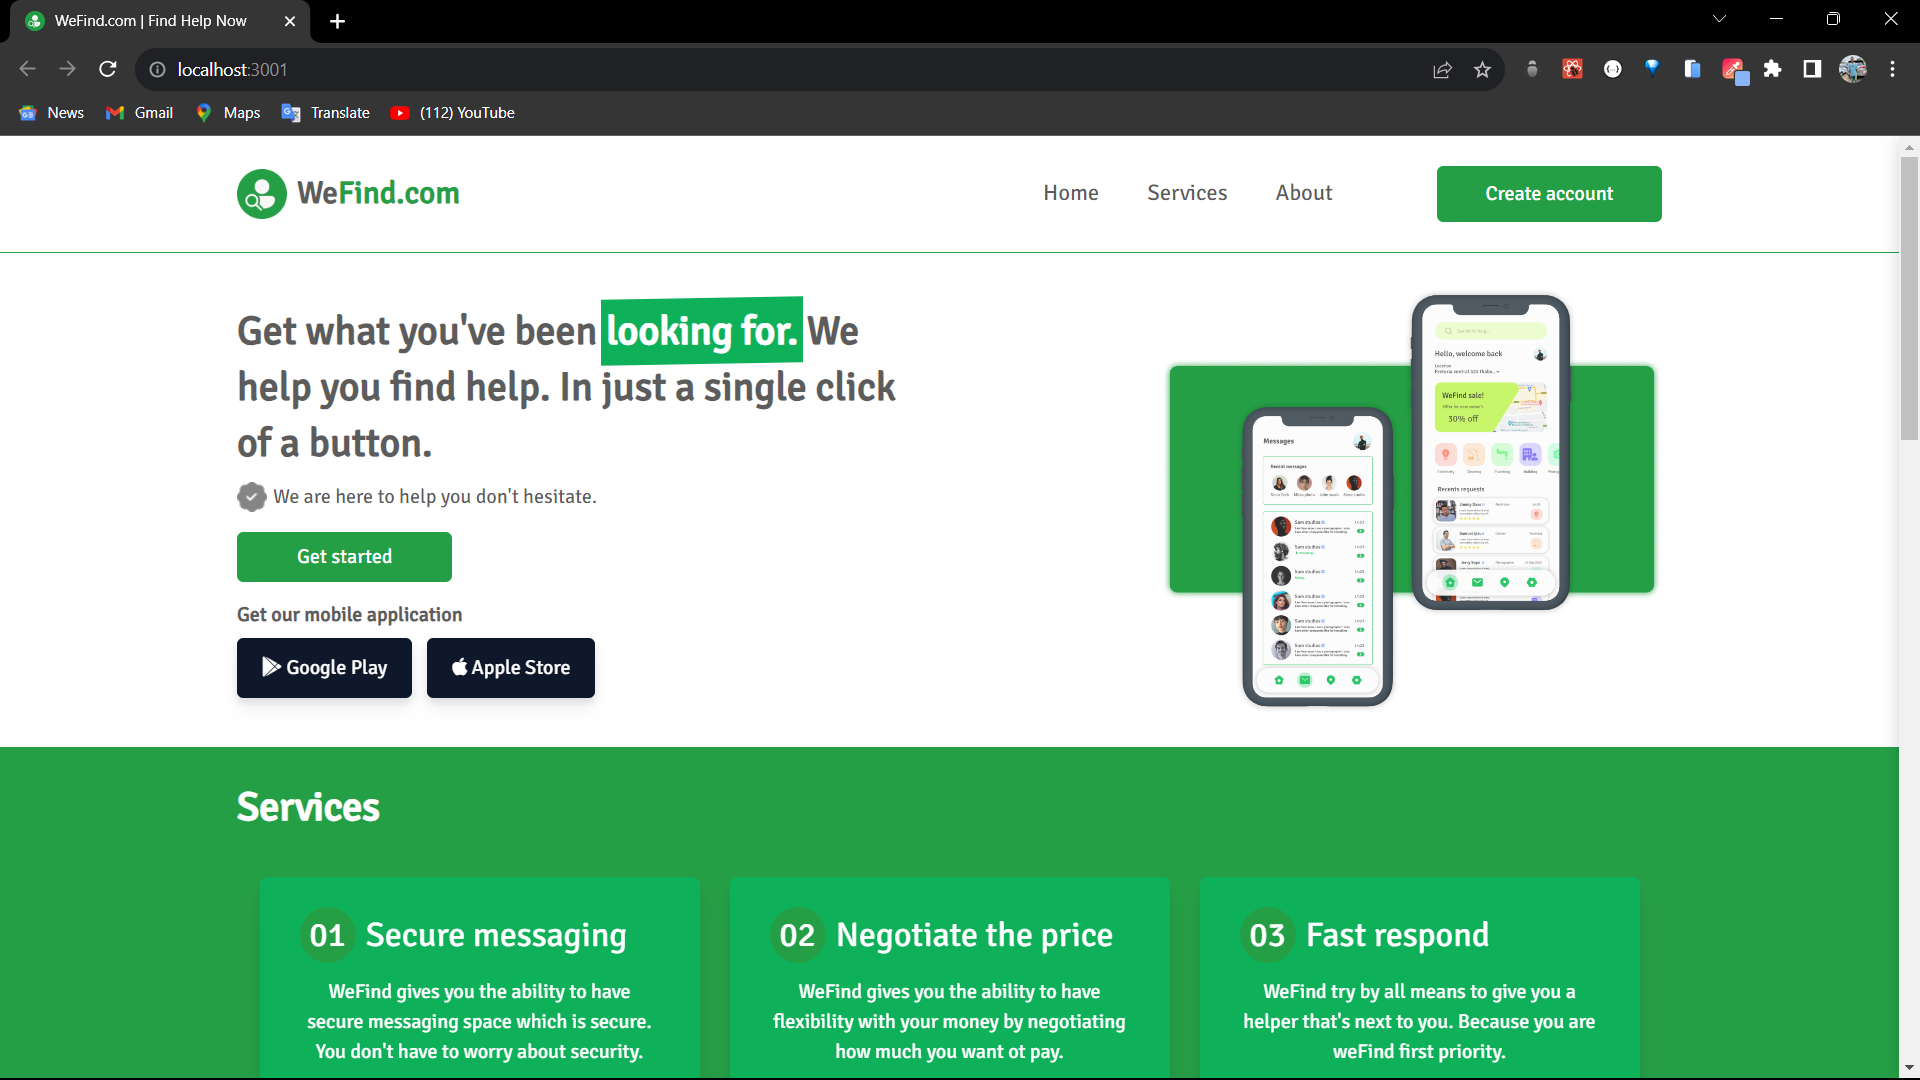 WeFind.com | Find Help Now
localhost:3001
News
Gmail
Maps
Translate
(112) YouTube
WeFind.com
Home
Services
About
Create account
Get what you've been looking for. We
help you find help. In just a single click
of a button.
We are here to help you don't hesitate.
Get started
Get our mobile application
Google Play
Apple Store
Messages
Recent messages
Hello, welcome back
Location
WeFind sale!
30% off
Recents requests
Services
01 Secure messaging
WeFind gives you the ability to have
secure messaging space which is secure.
You don't have to worry about security.
02 Negotiate the price
WeFind gives you the ability to have
flexibility with your money by negotiating
how much you want ot pay.
03 Fast respond
WeFind try by all means to give you a
helper that's next to you. Because you are
weFind first priority.